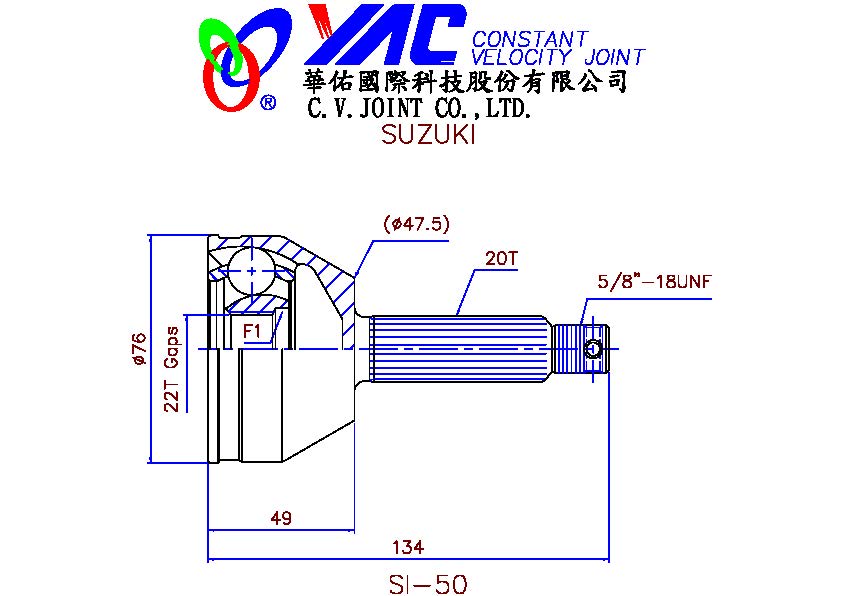 YAC CONSTANT
VELOCITY JOINT
華佑國際科技股份有限公司
®
C.V.JOINT CO.,LTD.
SUZUKI
(ø47.5)
20T
5/8"-18UNF
F1
ø76
22T Gaps
49
134
SI-50